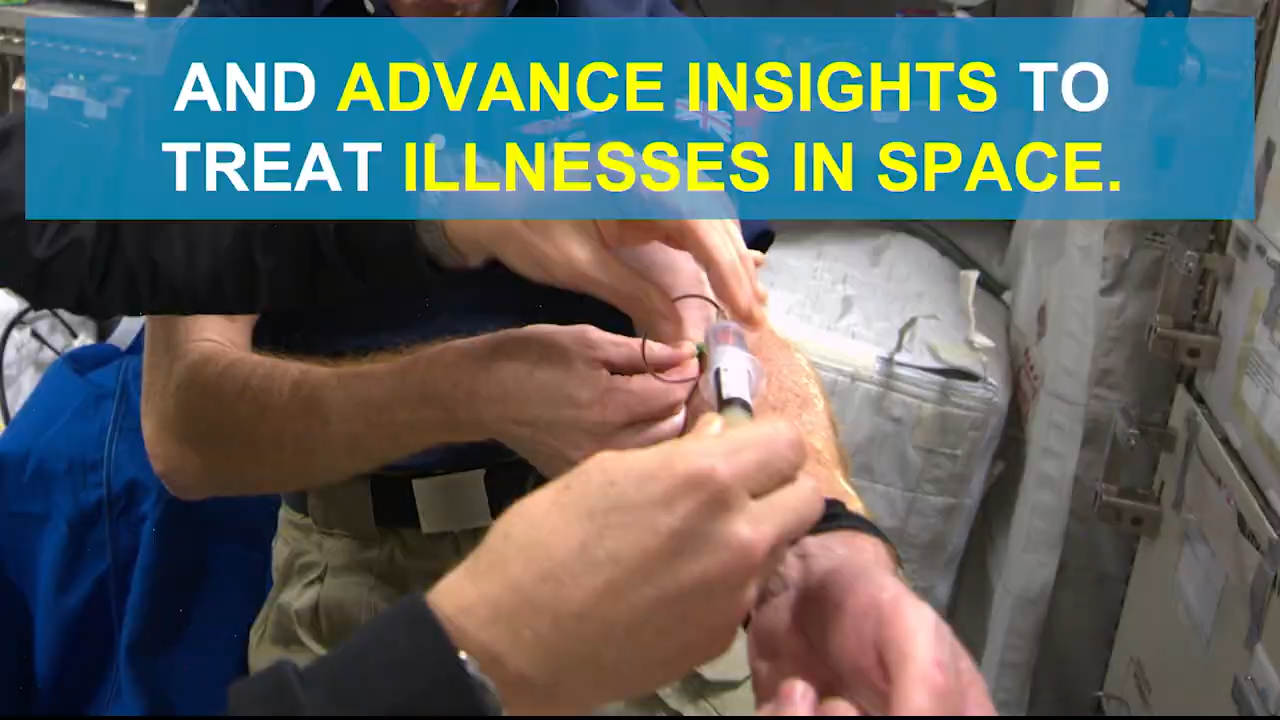 AND ADVANCE INSIGHTS TO
TREAT ILLNESSES IN SPACE.